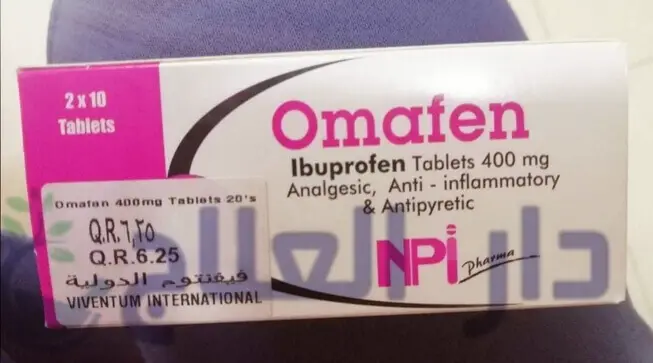 2 x 10
Tablets
Omafen
Ibuprofen Tablets 400 mg
Analgesic, Anti - inflammatory
& Antipyretic
NPi Pharma
Omafen 400mg Tablets 20's
Q.R.٦,٢٥
Q.R.6.25
فيفنتوم الدولية
VIVENTUM INTERNATIONAL
دار العلاج